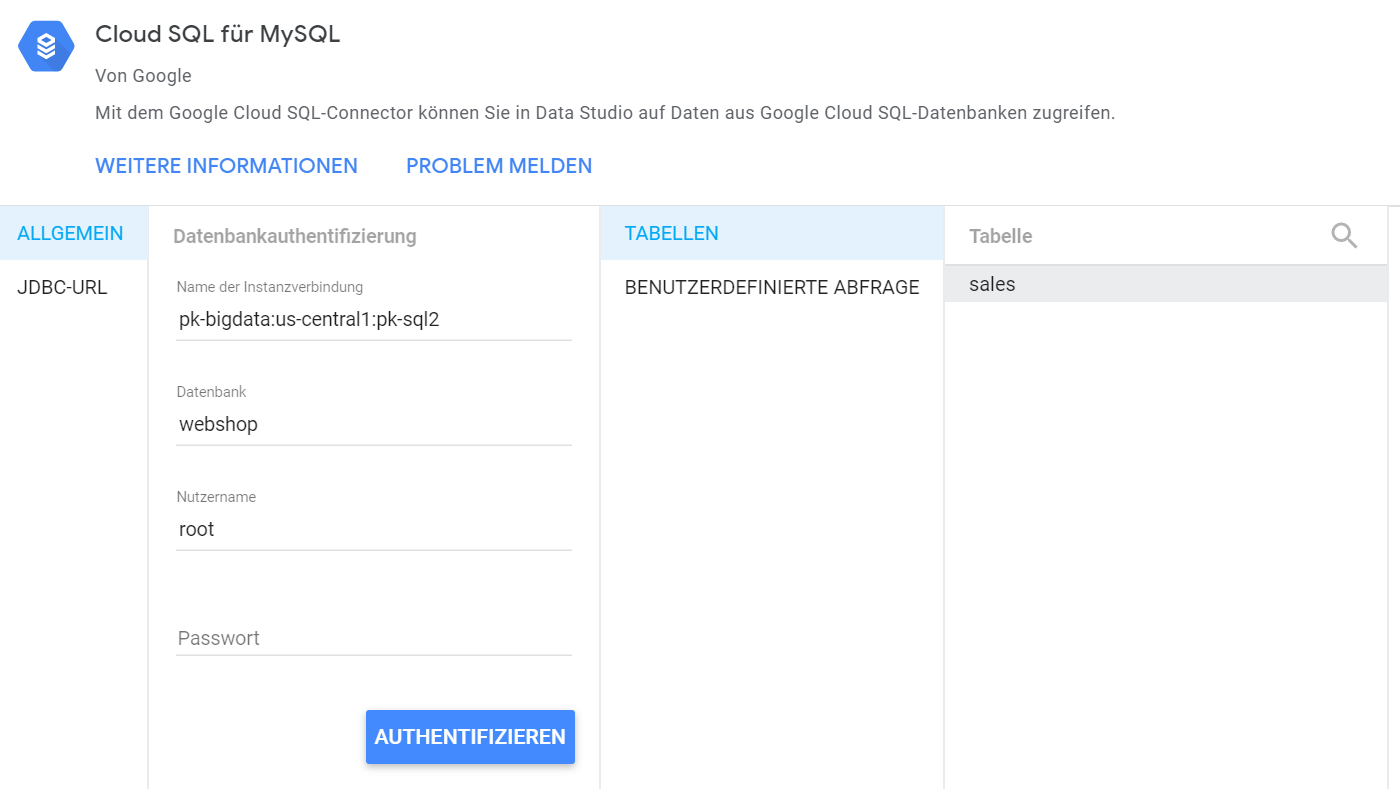 Cloud SQL für MySQL
Von Google
Mit dem Google Cloud SQL-Connector können Sie in Data Studio auf Daten aus Google Cloud SQL-Datenbanken zugreifen.
WEITERE INFORMATIONEN PROBLEM MELDEN
ALLGEMEIN
JDBC-URL
Datenbankauthentifizierung
Name der Instanzverbindung
pk-bigdata:us-central1:pk-sql2
Datenbank
webshop
Nutzername
root
Passwort
AUTHENTIFIZIEREN
TABELLEN
BENUTZERDEFINIERTE ABFRAGE
Tabelle
sales